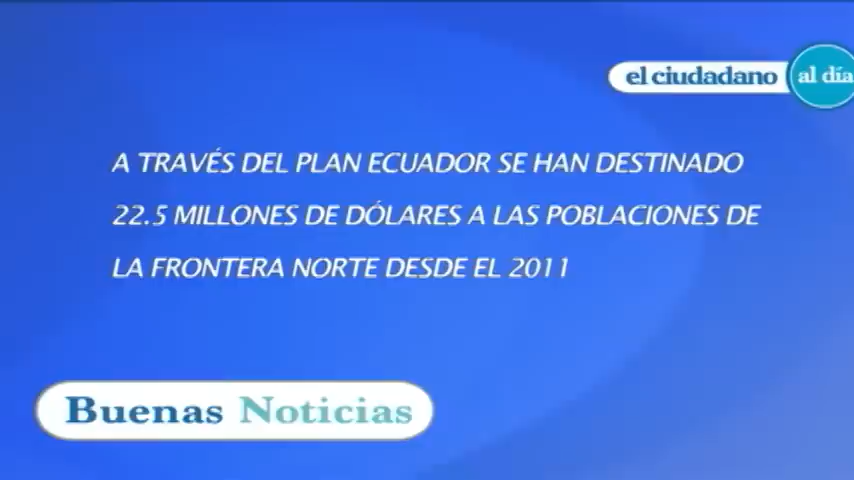 el ciudadano al día
A TRAVÉS DEL PLAN ECUADOR SE HAN DESTINADO
22.5 MILLONES DE DÓLARES A LAS POBLACIONES DE
LA FRONTERA NORTE DESDE EL 2011
Buenas Noticias